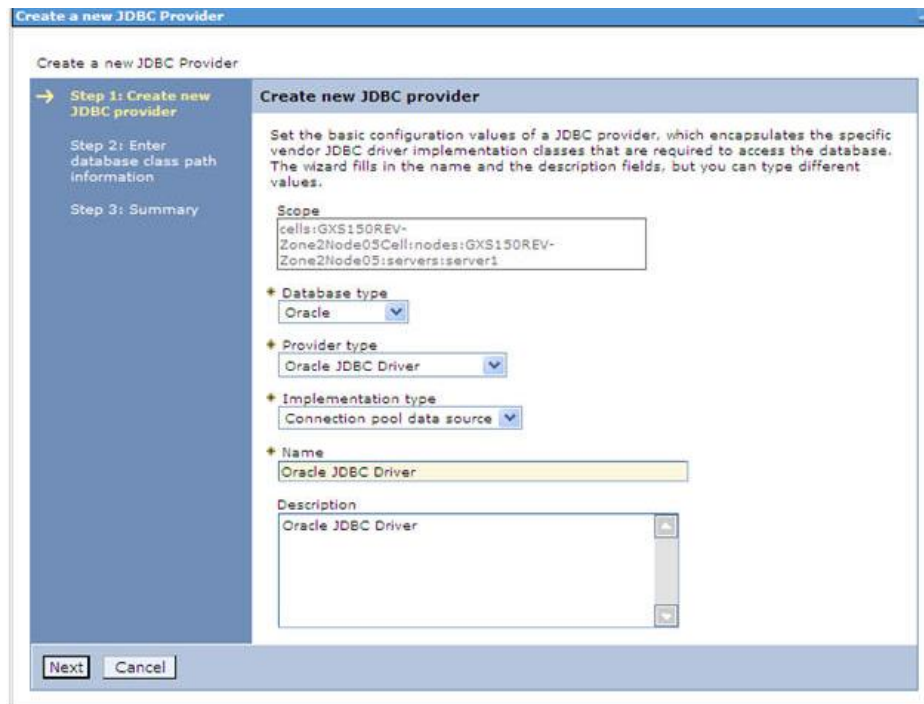 Create a new JDBC Provider
Create a new JDBC Provider
Step 1: Create new
JDBC provider
Step 2: Enter
database class path
information
Step 3: Summary
Create new JDBC provider
Set the basic configuration values of a JDBC provider, which encapsulates the specific
vendor JDBC driver implementation classes that are required to access the database.
The wizard fills in the name and the description fields, but you can type different
values.
Scope
cells:GXS150REV-
Zone2Node05Cell:nodes:GXS150REV-
Zone2Node05:servers:server1
Database type
Oracle
Provider type
Oracle JDBC Driver
Implementation type
Connection pool data source
Name
Oracle JDBC Driver
Description
Oracle JDBC Driver
Next
Cancel